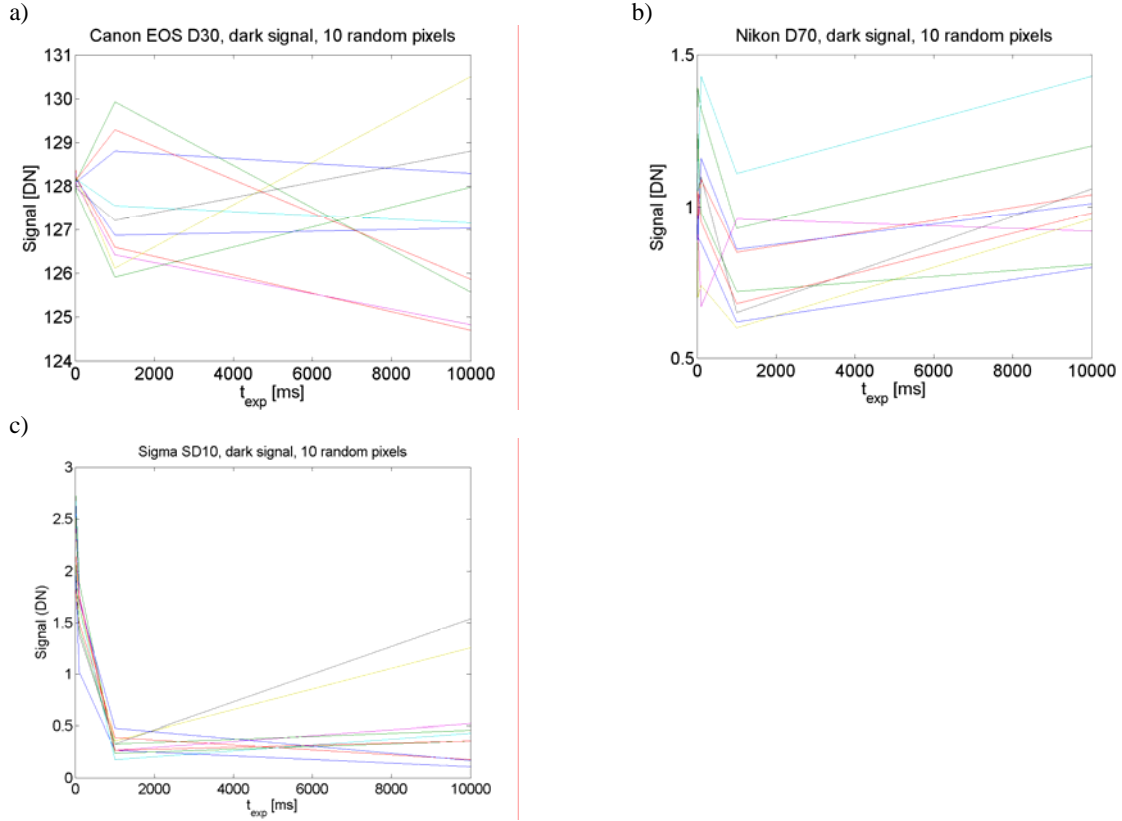 a)
Canon EOS D30, dark signal, 10 random pixels
131
130
129
128
127
126
125
124
Signal [DN]
0 2000 4000 6000 8000 10000
t_exp [ms]
b)
Nikon D70, dark signal, 10 random pixels
1.5
1
0.5
Signal [DN]
0 2000 4000 6000 8000 10000
t_exp [ms]
c)
Sigma SD10, dark signal, 10 random pixels
3
2.5
2
1.5
1
0.5
0
Signal (DN)
0 2000 4000 6000 8000 10000
t_exp [ms]